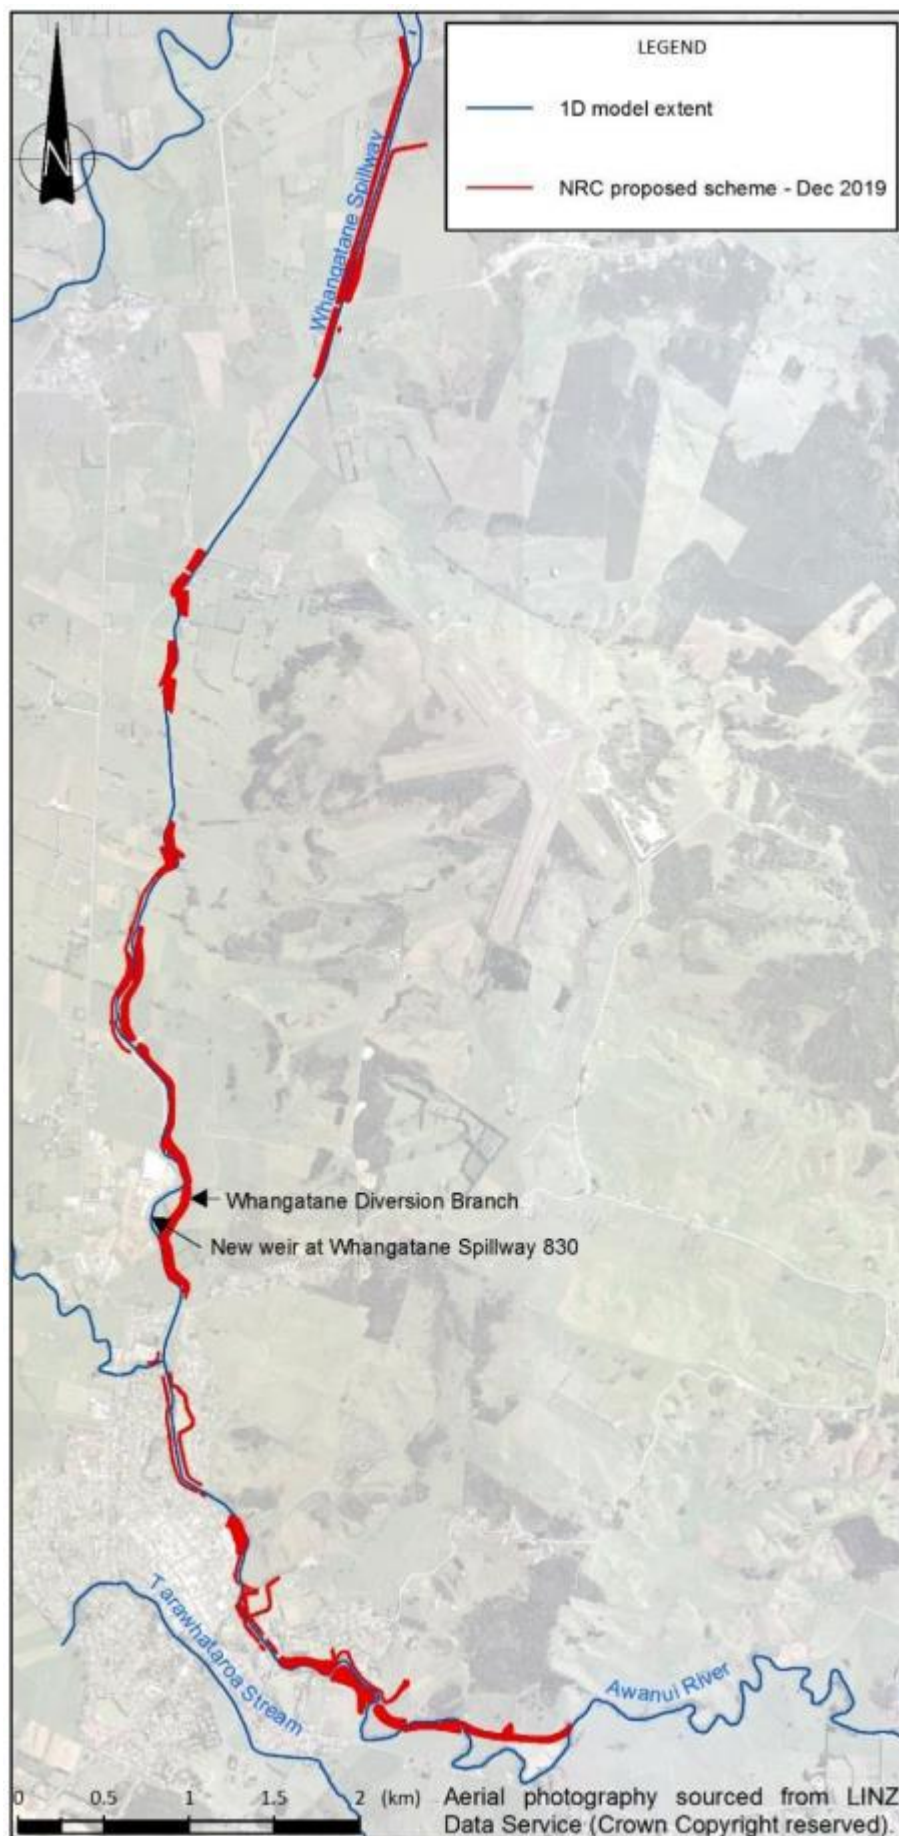 LEGEND
1D model extent
NRC proposed scheme - Dec 2019
N
Whangatane Spillway
Whangatane Diversion Branch
New weir at Whangatane Spillway 830
Tarawhataroa Stream
Awanui River
0 0.5 1 1.5 2 (km)
Aerial photography sourced from LINZ
Data Service (Crown Copyright reserved).